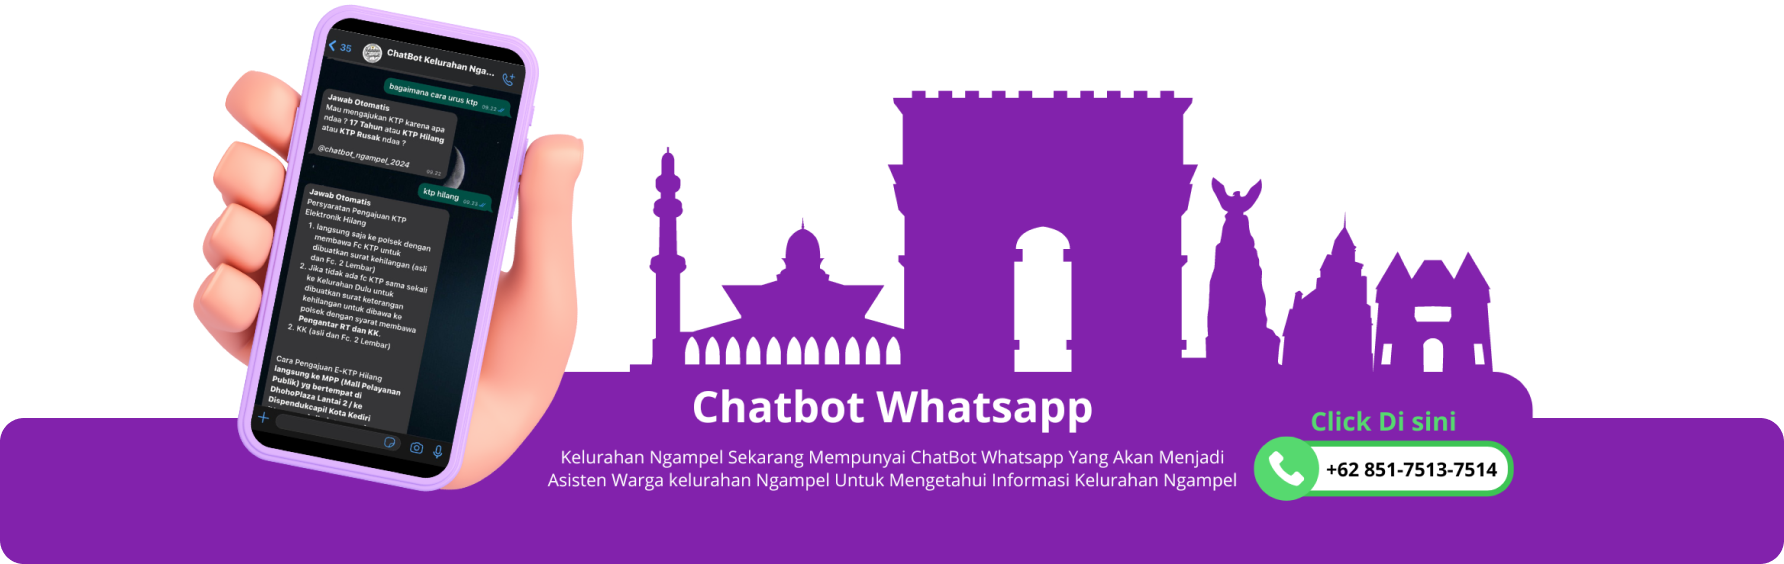 35
ChatBot Kelurahan Nga...
bagaimana cara urus ktp
09.23
Jawab Otomatis
Mau mengajukan KTP karena apa
ndaa ? 17 Tahun atau KTP Hilang
atau KTP Rusak ndaa ?
@chatbot_ngampel_2024
09.23
ktp hilang
09.23
Jawab Otomatis
Persyaratan Pengajuan KTP
Elektronik Hilang
1. langsung saja ke polsek dengan
membawa Fc KTP untuk
dibuatkan surat kehilangan (asli
dan Fc. 2 Lembar)
2. Jika tidak ada fc KTP sama sekali
ke Kelurahan Dulu untuk
dibuatkan surat keterangan
kehilangan untuk dibawa ke
polsek dengan syarat membawa
Pengantar RT dan KK.
2. KK (asli dan Fc. 2 Lembar)
Cara Pengajuan E-KTP Hilang
langsung ke MPP (Mall Pelayanan
Publik) yg bertempat di
DhohoPlaza Lantai 2 / ke
Dispendukcapil Kota Kediri
Chatbot Whatsapp
Kelurahan Ngampel Sekarang Mempunyai ChatBot Whatsapp Yang Akan Menjadi
Asisten Warga kelurahan Ngampel Untuk Mengetahui Informasi Kelurahan Ngampel
Click Di sini
+62 851-7513-7514